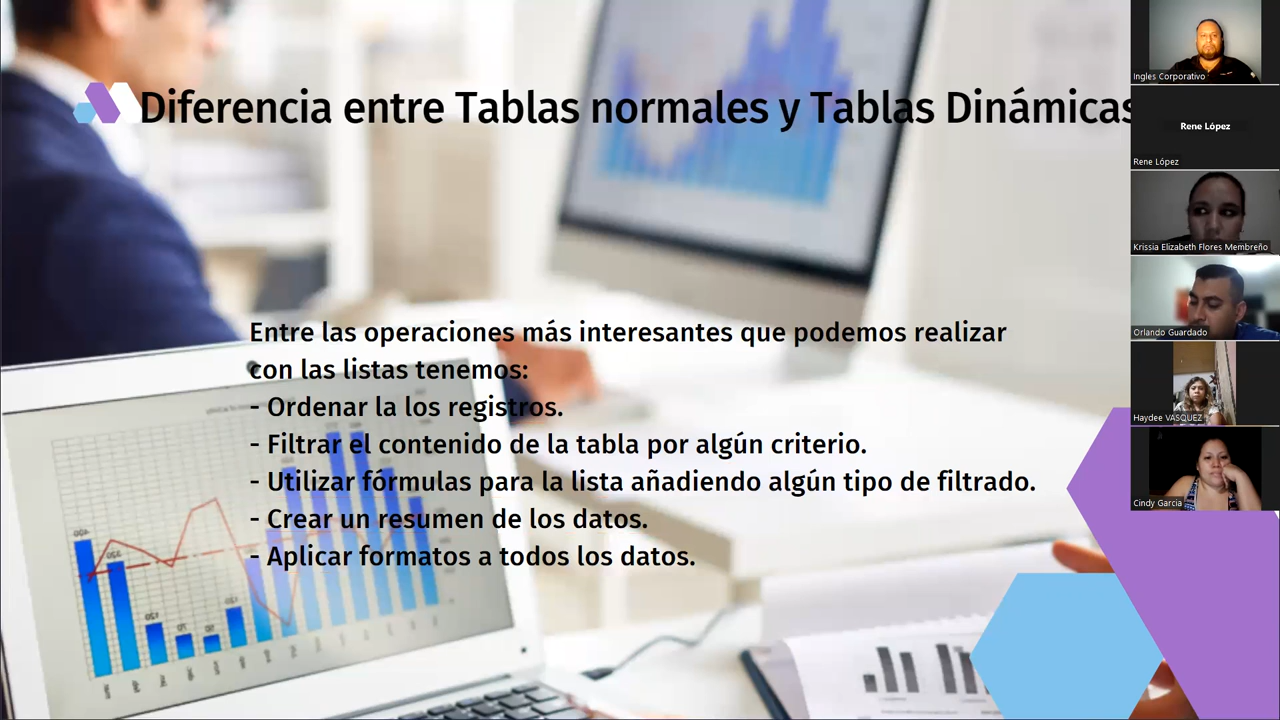 Diferencia entre Tablas normales y Tablas Dinámicas
Entre las operaciones más interesantes que podemos realizar
con las listas tenemos:
- Ordenar la los registros.
- Filtrar el contenido de la tabla por algún criterio.
- Utilizar fórmulas para la lista añadiendo algún tipo de filtrado.
- Crear un resumen de los datos.
- Aplicar formatos a todos los datos.
Ingles Corporativo
Rene López
Rene López
Krissia Elizabeth Flores Membreño
Orlando Guardado
Haydee VASQUEZ
Cindy Garcia